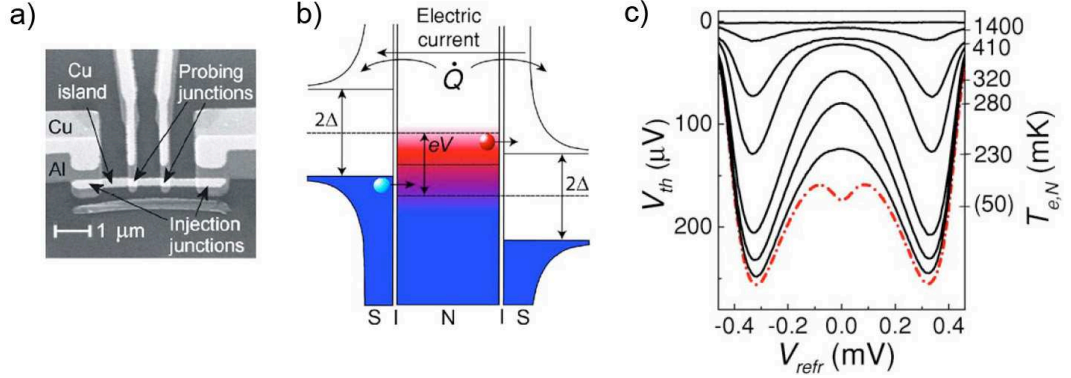 a)
Cu
island
Probing
junctions
Cu
Al
Injection
junctions
1 μm
b)
Electric
current
Q̇
2Δ
eV
2Δ
S I N I S
c)
0
100
200
V_th (μV)
-0.4 -0.2 0.0 0.2 0.4
V_refr (mV)
1400
410
320
280
230
(50)
T_e,N (mK)